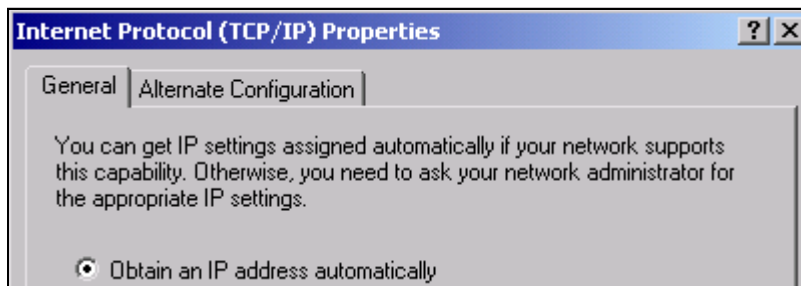 Internet Protocol (TCP/IP) Properties
General
Alternate Configuration
You can get IP settings assigned automatically if your network supports
this capability. Otherwise, you need to ask your network administrator for
the appropriate IP settings.
Obtain an IP address automatically